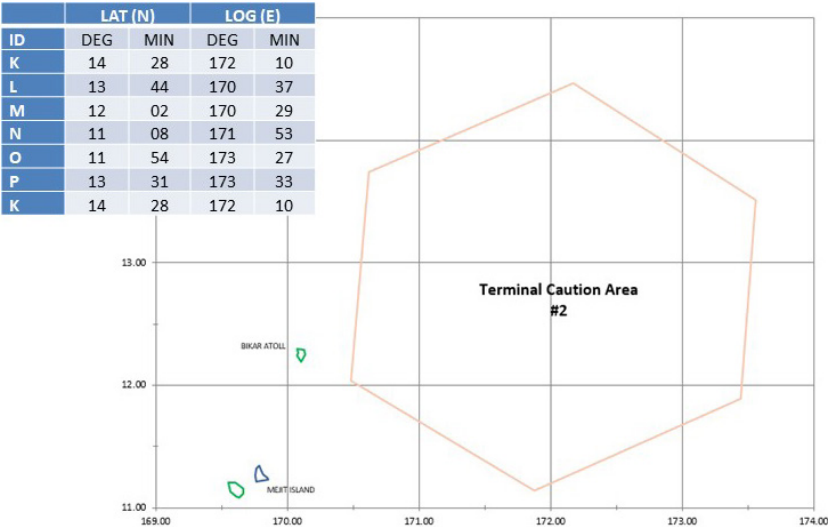 LAT (N) LOG (E)
ID DEG MIN DEG MIN
K 14 28 172 10
L 13 44 170 37
M 12 02 170 29
N 11 08 171 53
O 11 54 173 27
P 13 31 173 33
K 14 28 172 10
13.00
Terminal Caution Area
#2
BIKAR ATOLL
12.00
MEJIT ISLAND
11.00
169.00 170.00 171.00 172.00 173.00 174.00